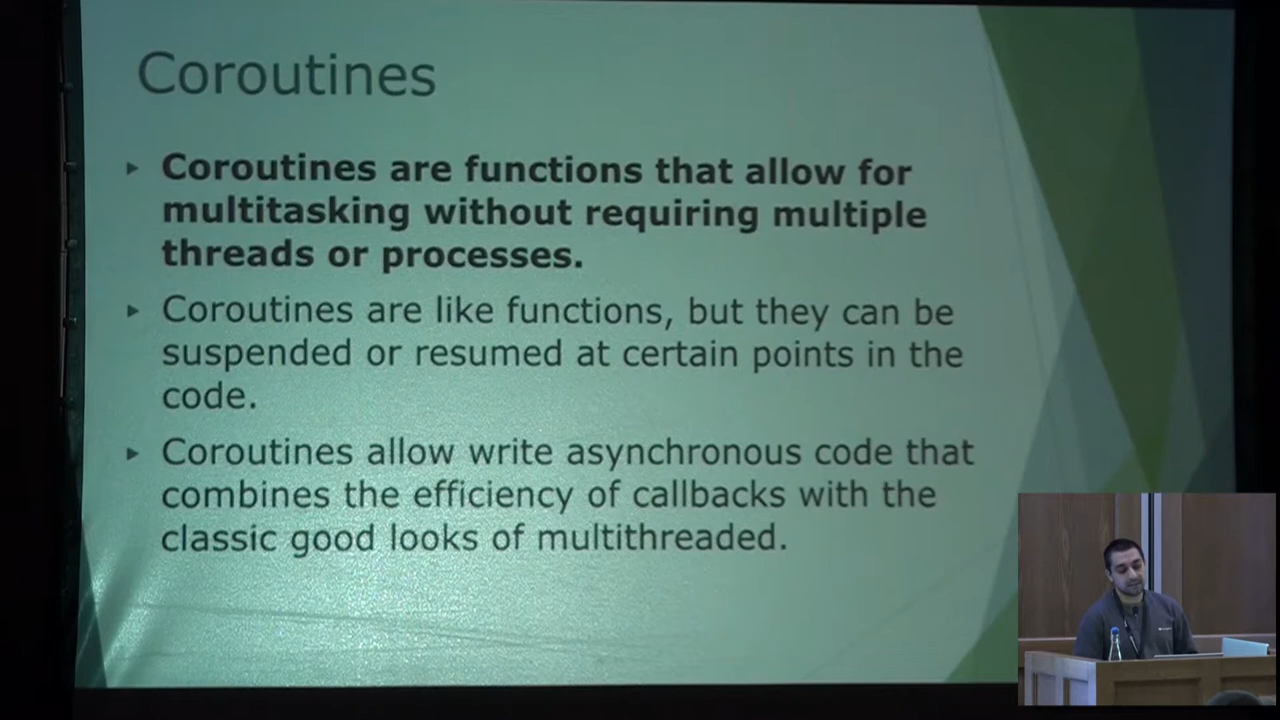 Coroutines
Coroutines are functions that allow for
multitasking without requiring multiple
threads or processes.
Coroutines are like functions, but they can be
suspended or resumed at certain points in the
code.
Coroutines allow write asynchronous code that
combines the efficiency of callbacks with the
classic good looks of multithreaded.